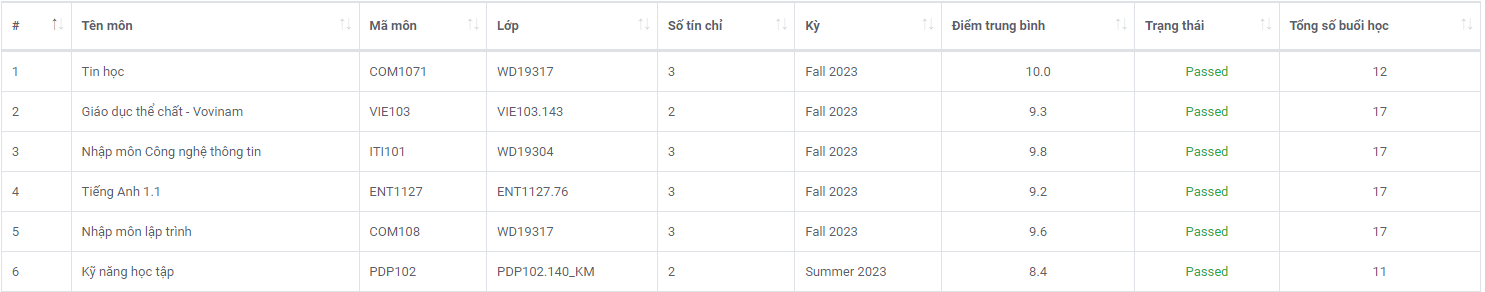 # Tên môn Mã môn Lớp Số tín chỉ Kỳ Điểm trung bình Trạng thái Tổng số buổi học
1 Tin học COM1071 WD19317 3 Fall 2023 10.0 Passed 12
2 Giáo dục thể chất - Vovinam VIE103 VIE103.143 2 Fall 2023 9.3 Passed 17
3 Nhập môn Công nghệ thông tin ITI101 WD19304 3 Fall 2023 9.8 Passed 17
4 Tiếng Anh 1.1 ENT1127 ENT1127.76 3 Fall 2023 9.2 Passed 17
5 Nhập môn lập trình COM108 WD19317 3 Fall 2023 9.6 Passed 17
6 Kỹ năng học tập PDP102 PDP102.140_KM 2 Summer 2023 8.4 Passed 11